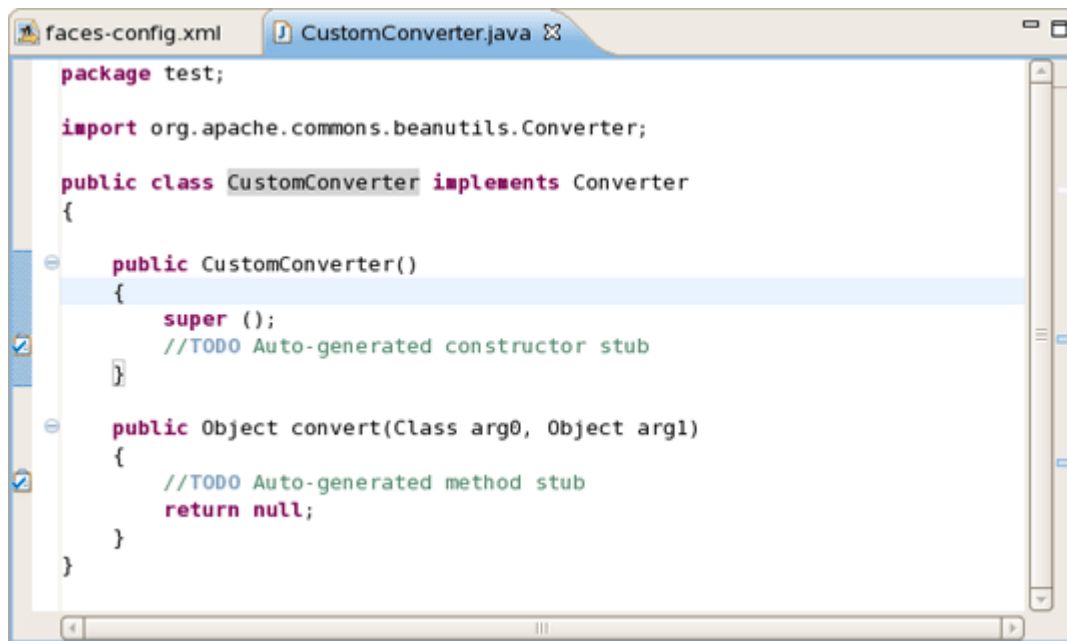 faces-config.xml CustomConverter.java
package test;
import org.apache.commons.beanutils.Converter;
public class CustomConverter implements Converter
{
public CustomConverter()
{
super ();
//TODO Auto-generated constructor stub
}
public Object convert(Class arg0, Object arg1)
{
//TODO Auto-generated method stub
return null;
}
}